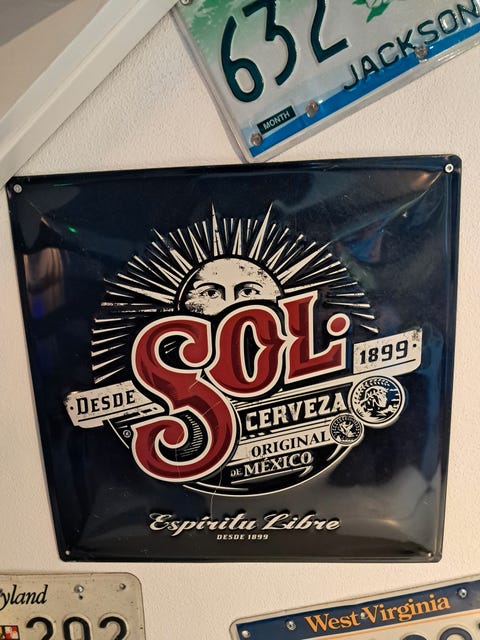 632
JACKSON
MONTH
SOL
DESDE
1899
CERVEZA
ORIGINAL
DE MÉXICO
Espíritu Libre
DESDE 1899
yland
202
West Virginia